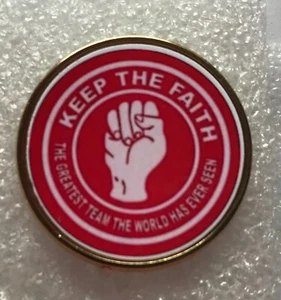 KEEP THE FAITH
THE GREATEST TEAM THE WORLD HAS EVER SEEN